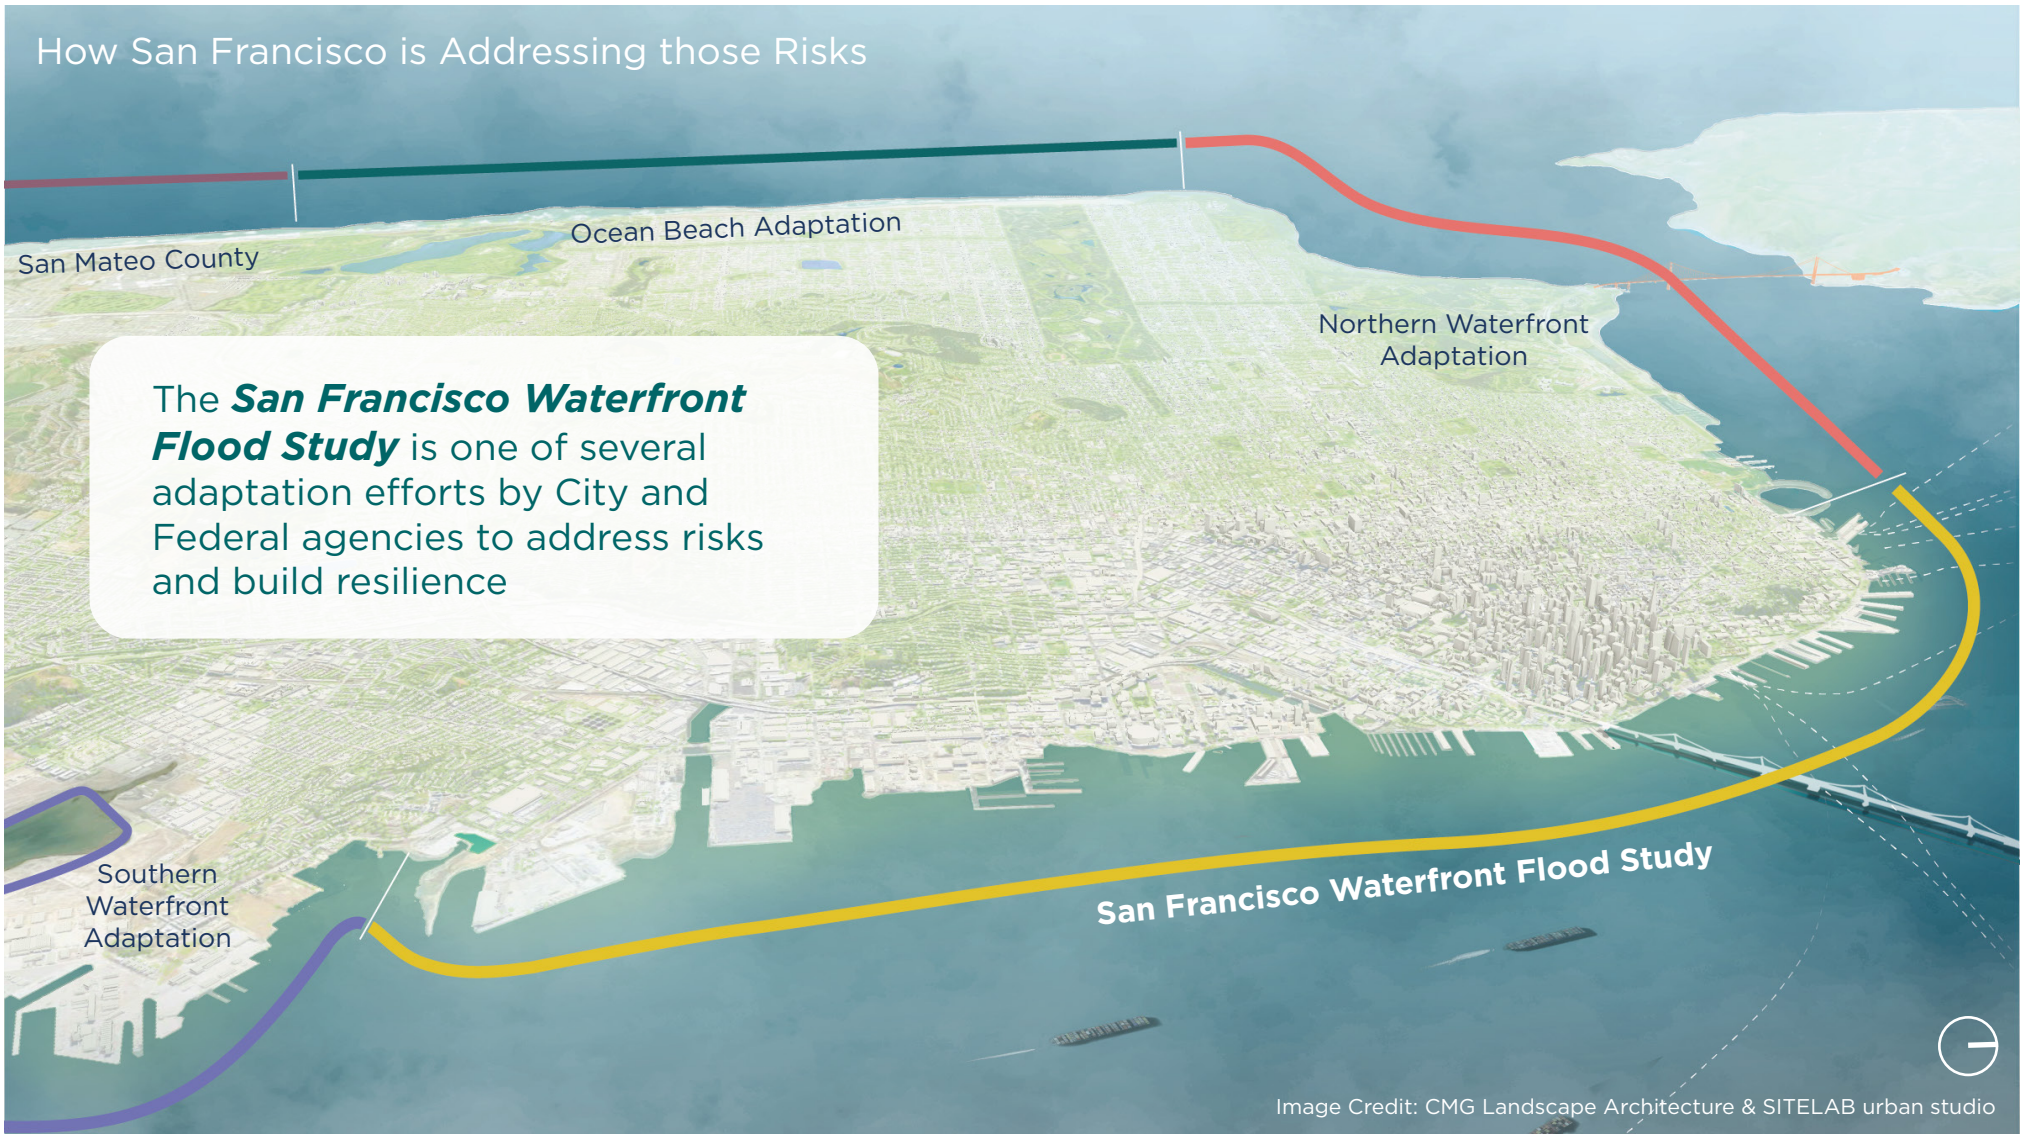 How San Francisco is Addressing those Risks
San Mateo County
Ocean Beach Adaptation
Northern Waterfront
Adaptation
The San Francisco Waterfront
Flood Study is one of several
adaptation efforts by City and
Federal agencies to address risks
and build resilience
Southern
Waterfront
Adaptation
San Francisco Waterfront Flood Study
Image Credit: CMG Landscape Architecture & SITELAB urban studio